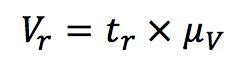 V_r = t_r × μ_V